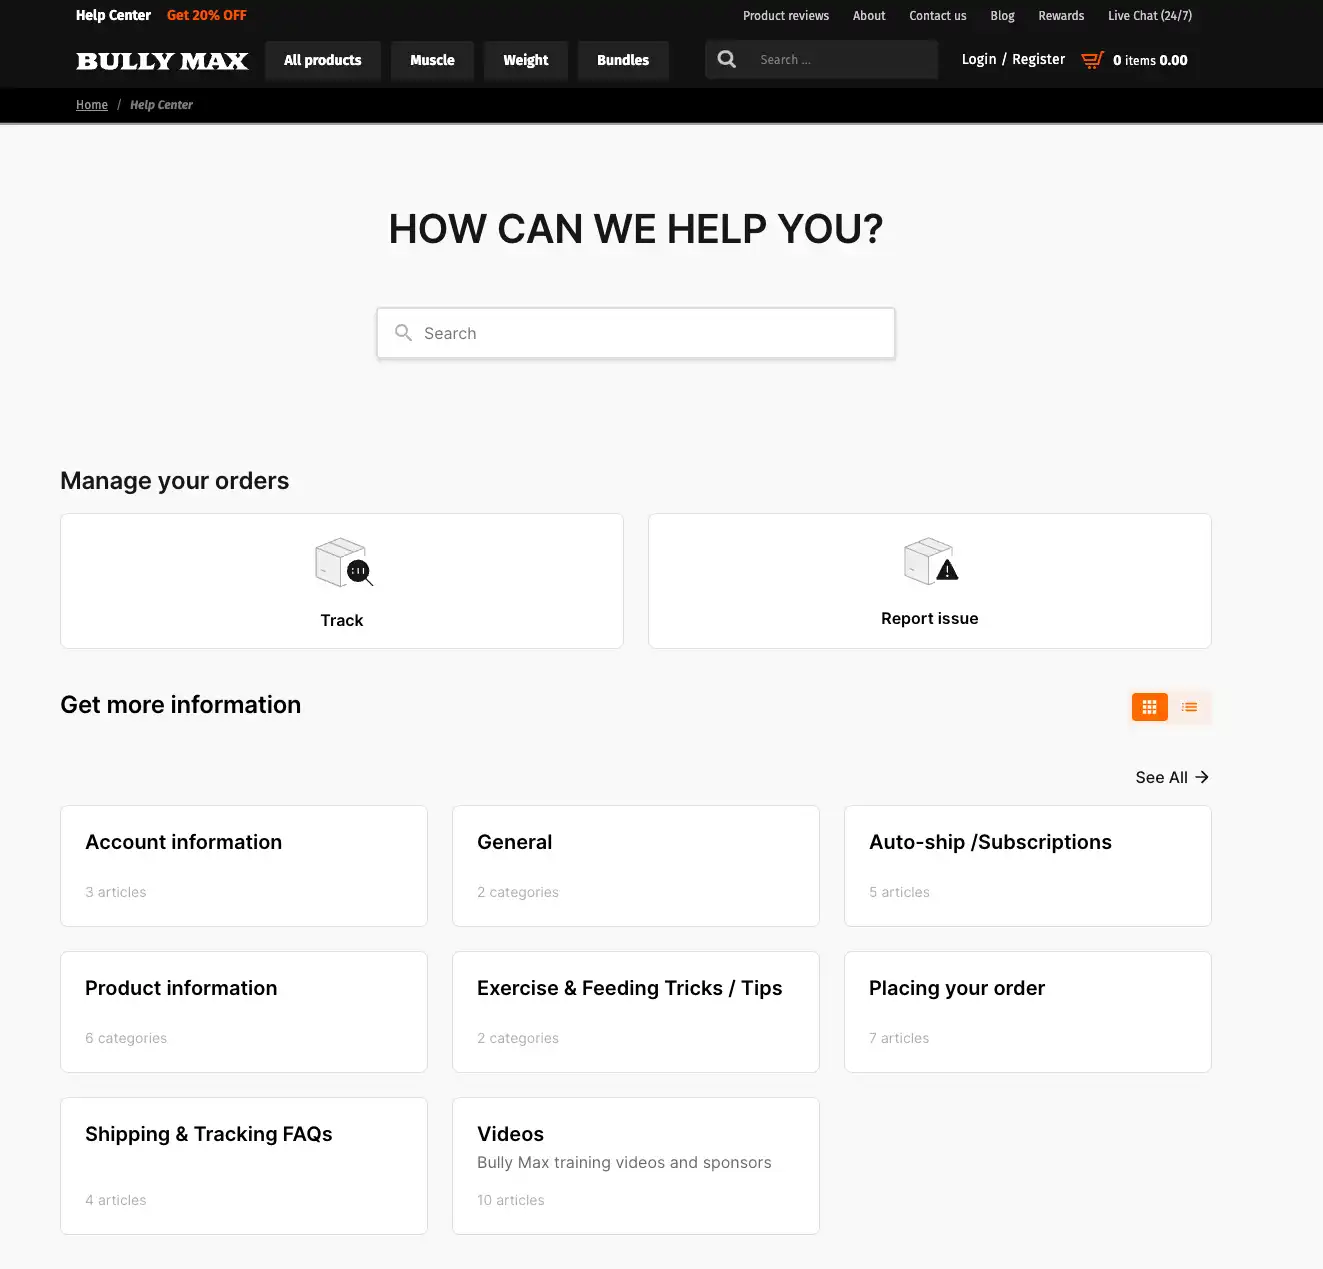 Help Center Get 20% OFF Product reviews About Contact us Blog Rewards Live Chat (24/7)
BULLY MAX All products Muscle Weight Bundles Search ... Login / Register 0 items 0.00
Home / Help Center
HOW CAN WE HELP YOU?
Search
Manage your orders
Track Report issue
Get more information
See All
Account information General Auto-ship /Subscriptions
3 articles 2 categories 5 articles
Product information Exercise & Feeding Tricks / Tips Placing your order
6 categories 2 categories 7 articles
Shipping & Tracking FAQs Videos
Bully Max training videos and sponsors
4 articles 10 articles